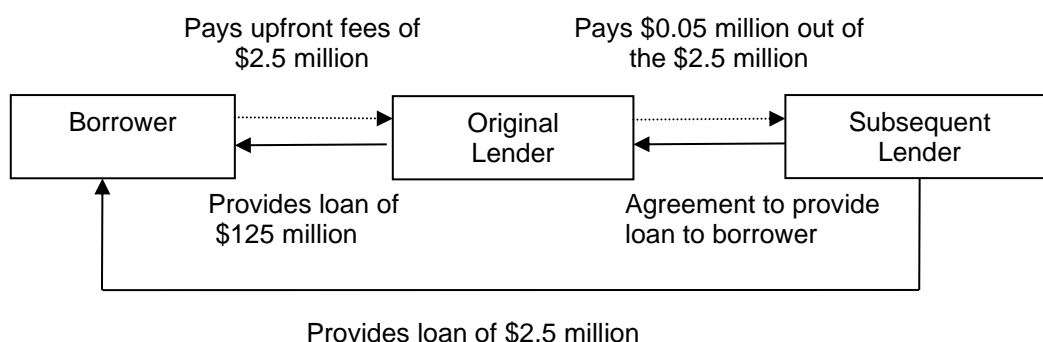 Pays upfront fees of
$2.5 million
Pays $0.05 million out of
the $2.5 million
Borrower
Original
Lender
Subsequent
Lender
Provides loan of
$125 million
Agreement to provide
loan to borrower
Provides loan of $2.5 million